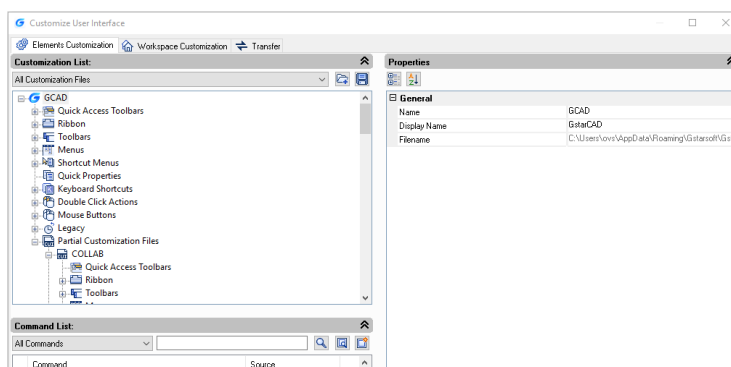 Customize User Interface
Elements Customization Workspace Customization Transfer
Customization List:
All Customization Files
GCAD
Quick Access Toolbars
Ribbon
Toolbars
Menus
Shortcut Menus
Quick Properties
Keyboard Shortcuts
Double Click Actions
Mouse Buttons
Legacy
Partial Customization Files
COLLAB
Quick Access Toolbars
Ribbon
Toolbars
Command List:
All Commands
Command Source
Properties
General
Name GCAD
Display Name GstarCAD
Filename C:\Users\ovs\AppData\Roaming\Gstarsoft\Gs